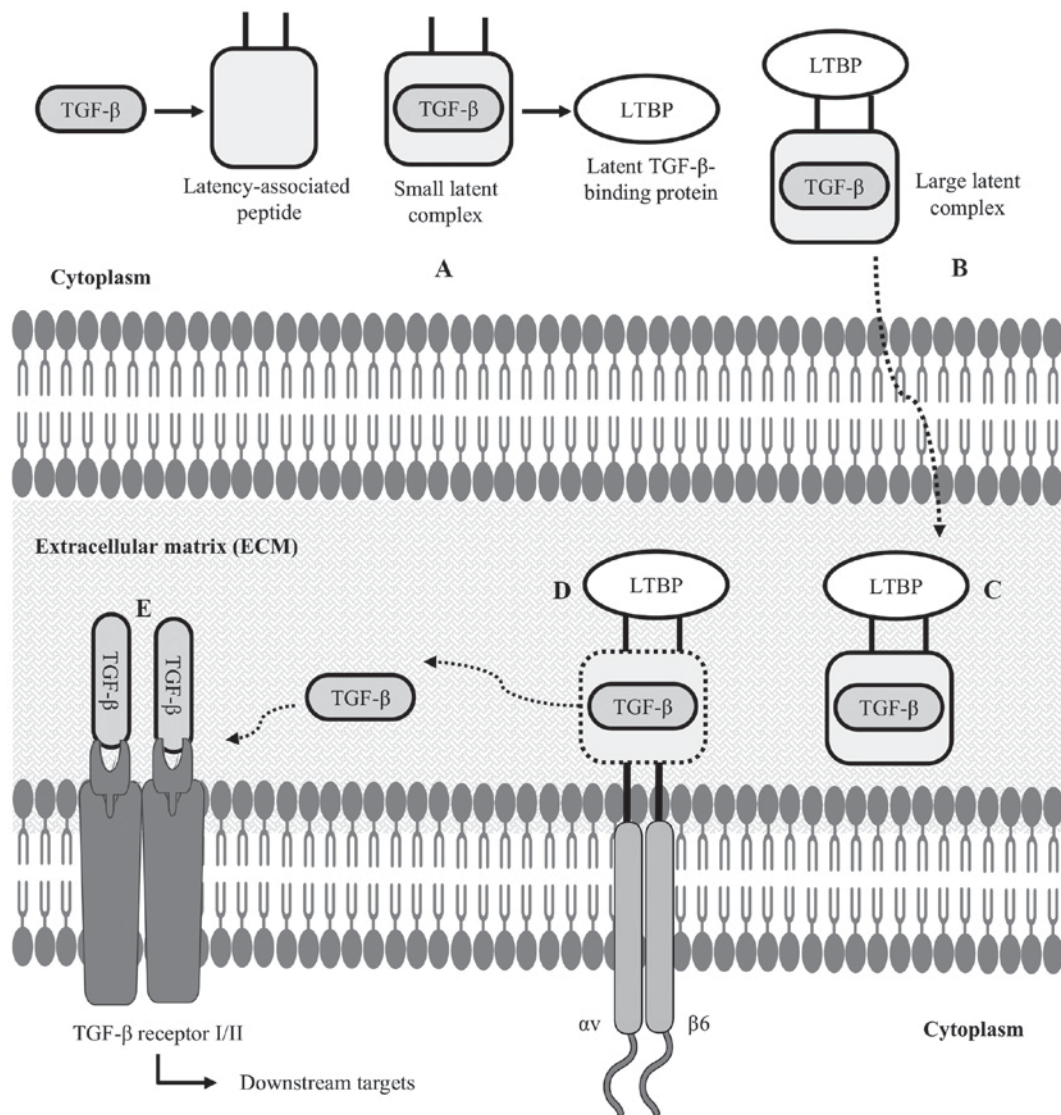 TGF-β
Latency-associated
peptide
TGF-β
Small latent
complex
LTBP
Latent TGF-β-
binding protein
LTBP
TGF-β
Large latent
complex
A
B
Cytoplasm
Extracellular matrix (ECM)
E
TGF-β
TGF-β
TGF-β
D
LTBP
TGF-β
LTBP
C
TGF-β
TGF-β receptor I/II
Downstream targets
αv
β6
Cytoplasm